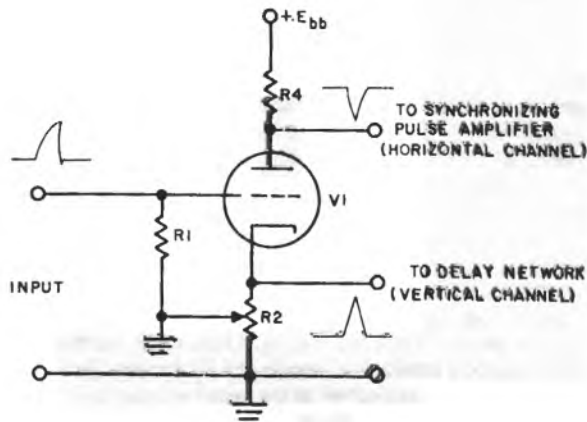 +.Ebb
R4
TO SYNCHRONIZING
PULSE AMPLIFIER
(HORIZONTAL CHANNEL)
V1
R1
INPUT
R2
TO DELAY NETWORK
(VERTICAL CHANNEL)